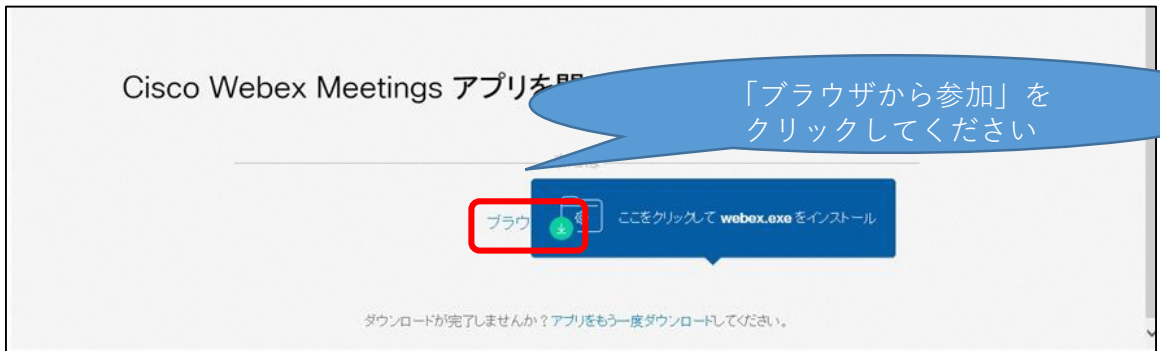 Cisco Webex Meetings アプリを開
「ブラウザから参加」を
クリックしてください
ブラウ
ここをクリックして webex.exe をインストール
ダウンロードが完了しませんか？アプリをもう一度ダウンロードしてください。